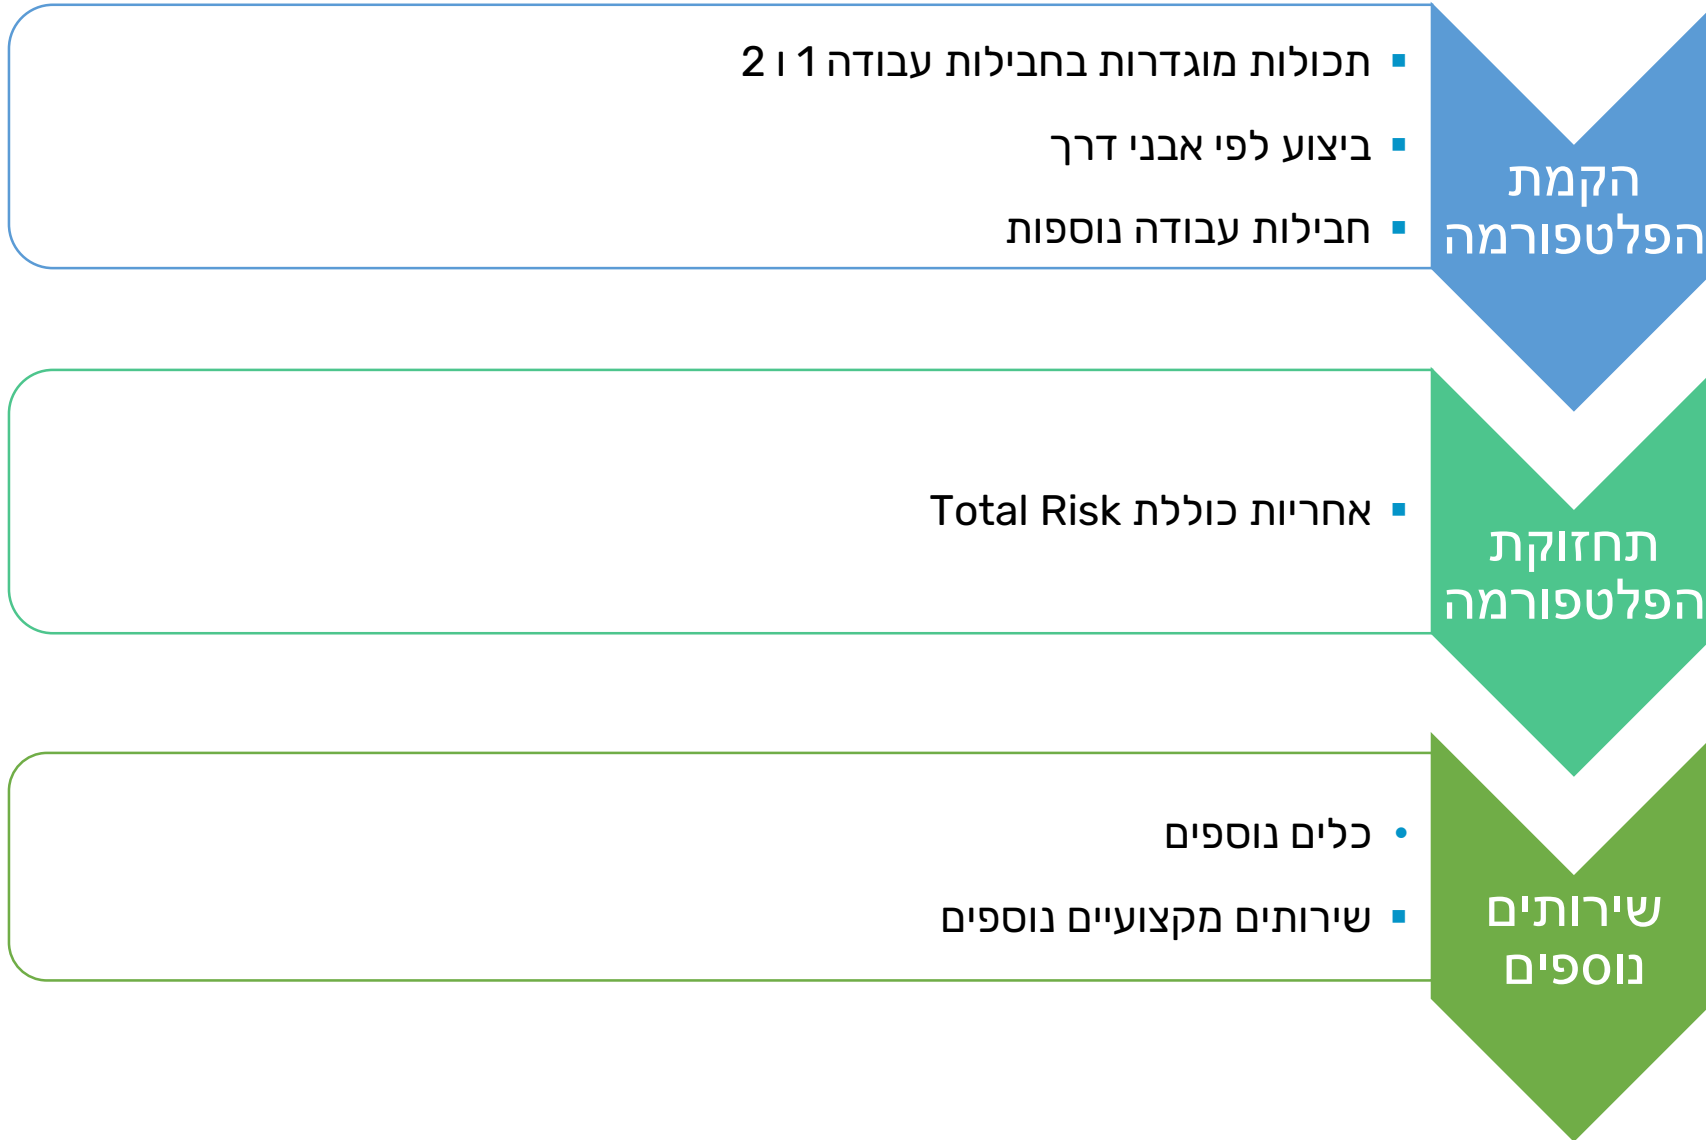 הקמת
הפלטפורמה
תכולות מוגדרות בחבילות עבודה 1 ו 2
ביצוע לפי אבני דרך
חבילות עבודה נוספות
תחזוקת
הפלטפורמה
אחריות כוללת Total Risk
שירותים
נוספים
כלים נוספים
שירותים מקצועיים נוספים